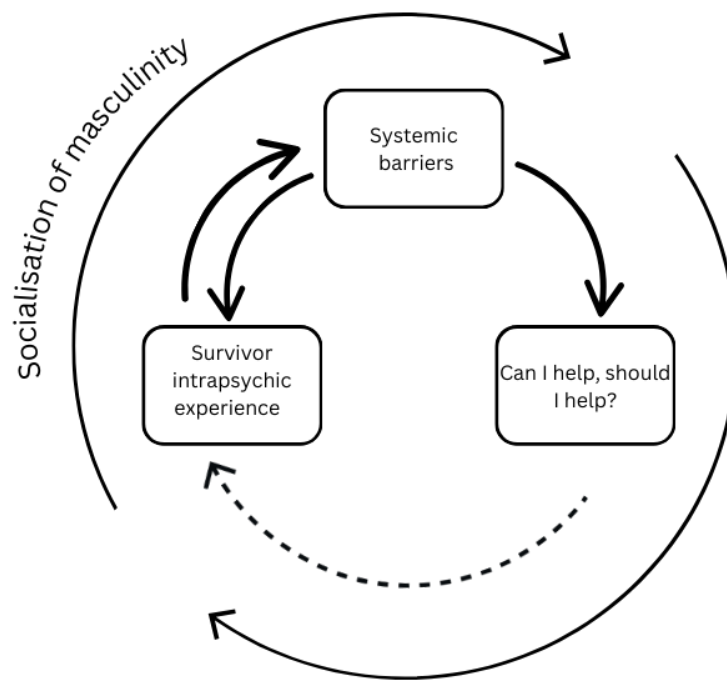 Socialisation of masculinity
Systemic
barriers
Survivor
intrapsychic
experience
Can I help, should
I help?